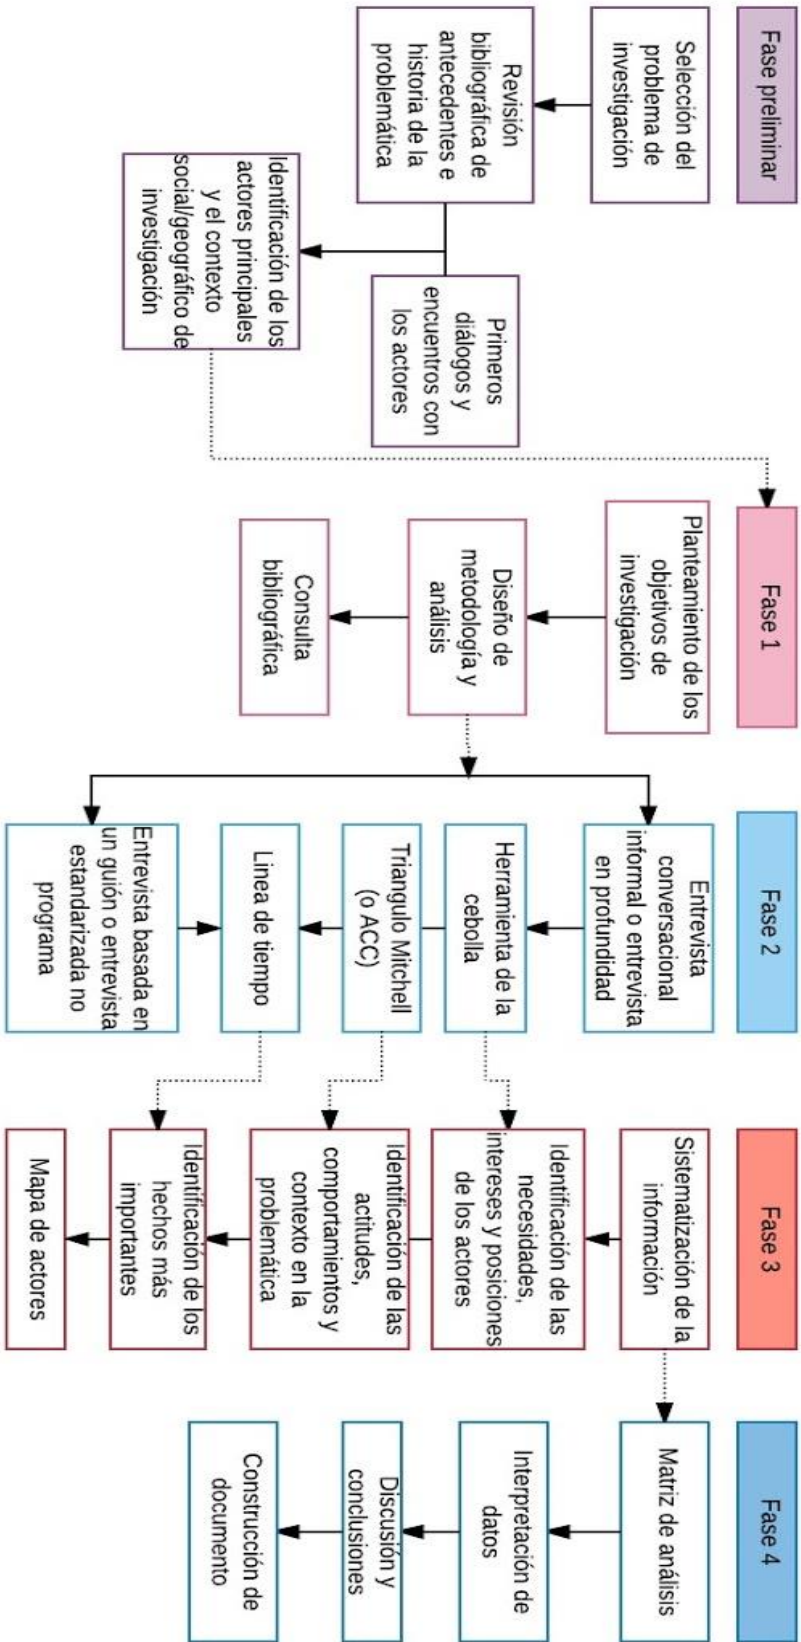 Fase preliminar
Selección del
problema de
investigación
Revisión
bibliográfica de
antecedentes e
historia de la
problemática
Primeros
diálogos y
encuentros con
los actores
Identificación de los
actores principales
y el contexto
social/geográfico de
investigación
Fase 1
Planteamiento de los
objetivos de
investigación
Diseño de
metodología y
análisis
Consulta
bibliográfica
Fase 2
Entrevista
conversacional
informal o entrevista
en profundidad
Herramienta de la
cebolla
Triangulo Mitchell
(o ACC)
Linea de tiempo
Entrevista basada en
un guión o entrevista
estandarizada no
programa
Fase 3
Sistematización de la
información
Identificación de las
necesidades,
intereses y posiciones
de los actores
Identificación de las
actitudes,
comportamientos y
contexto en la
problemática
Identificación de los
hechos más
importantes
Mapa de actores
Fase 4
Matriz de análisis
Interpretación de
datos
Discusión y
conclusiones
Construcción de
documento